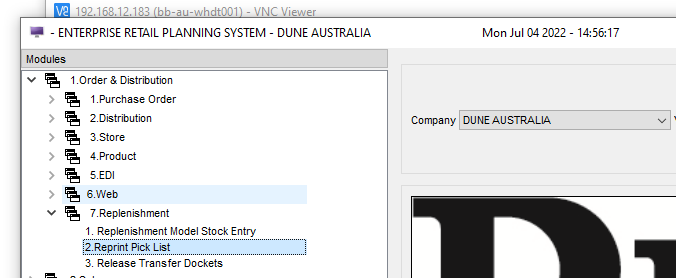 192.168.12.183 (bb-au-whdt001) - VNC Viewer
- ENTERPRISE RETAIL PLANNING SYSTEM - DUNE AUSTRALIA
Mon Jul 04 2022 - 14:56:17
Modules
1.Order & Distribution
1.Purchase Order
2.Distribution
3.Store
4.Product
5.EDI
6.Web
7.Replenishment
1. Replenishment Model Stock Entry
2.Reprint Pick List
3. Release Transfer Dockets
Company DUNE AUSTRALIA